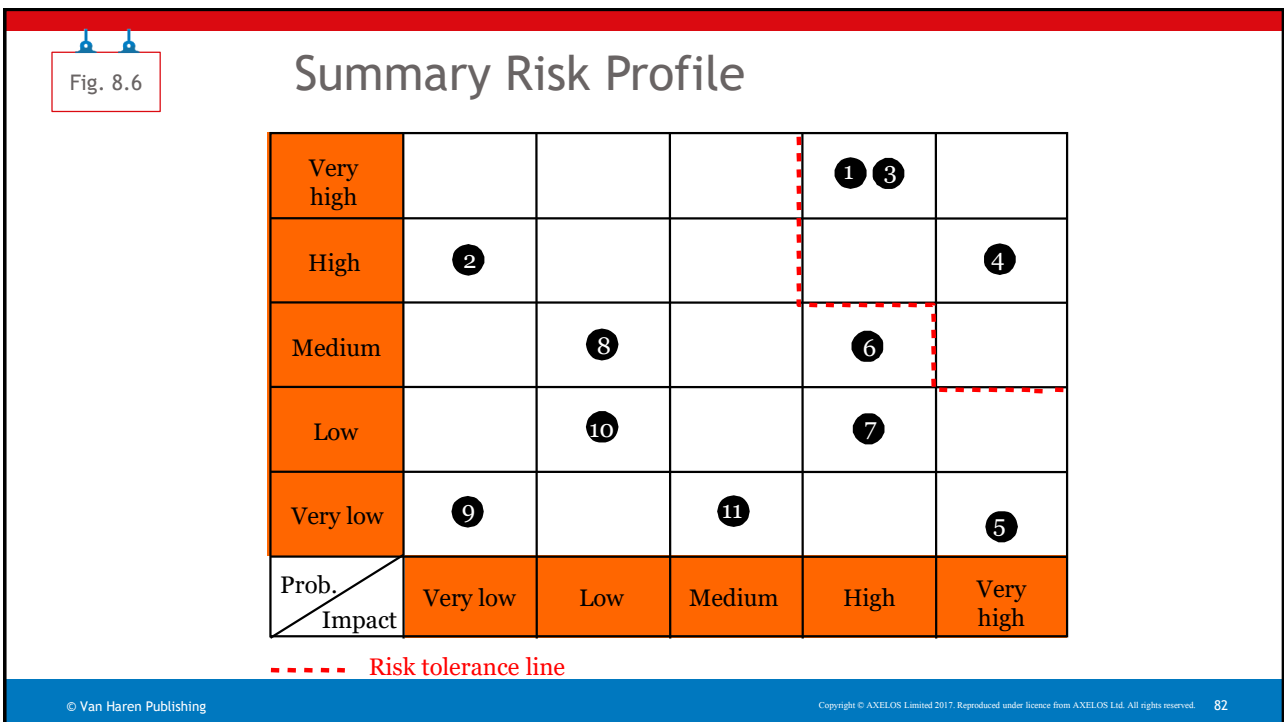 Fig. 8.6
Summary Risk Profile
Very
high
1 3
High
2
4
Medium
8
6
Low
10
7
Very low
9
11
5
Prob.
Impact
Very low
Low
Medium
High
Very
high
Risk tolerance line
© Van Haren Publishing
Copyright © AXELOS Limited 2017. Reproduced under licence from AXELOS Ltd. All rights reserved. 82